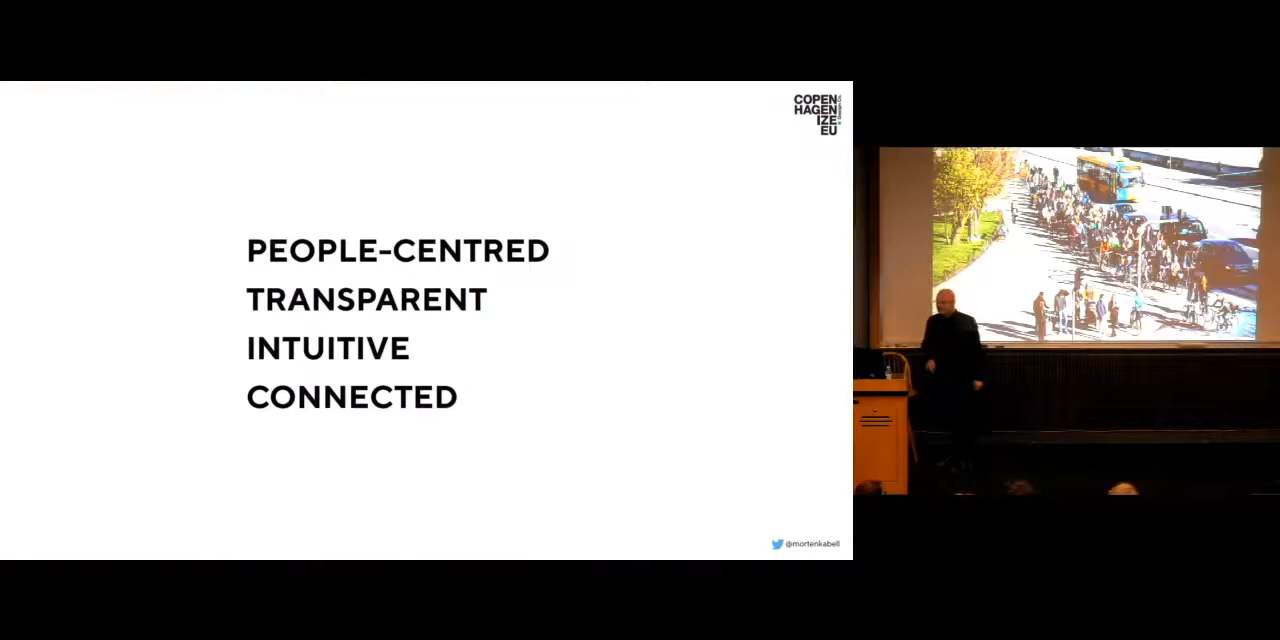 COPEN
HAGEN
IZE
EU
PEOPLE-CENTRED
TRANSPARENT
INTUITIVE
CONNECTED
@mortenkabell